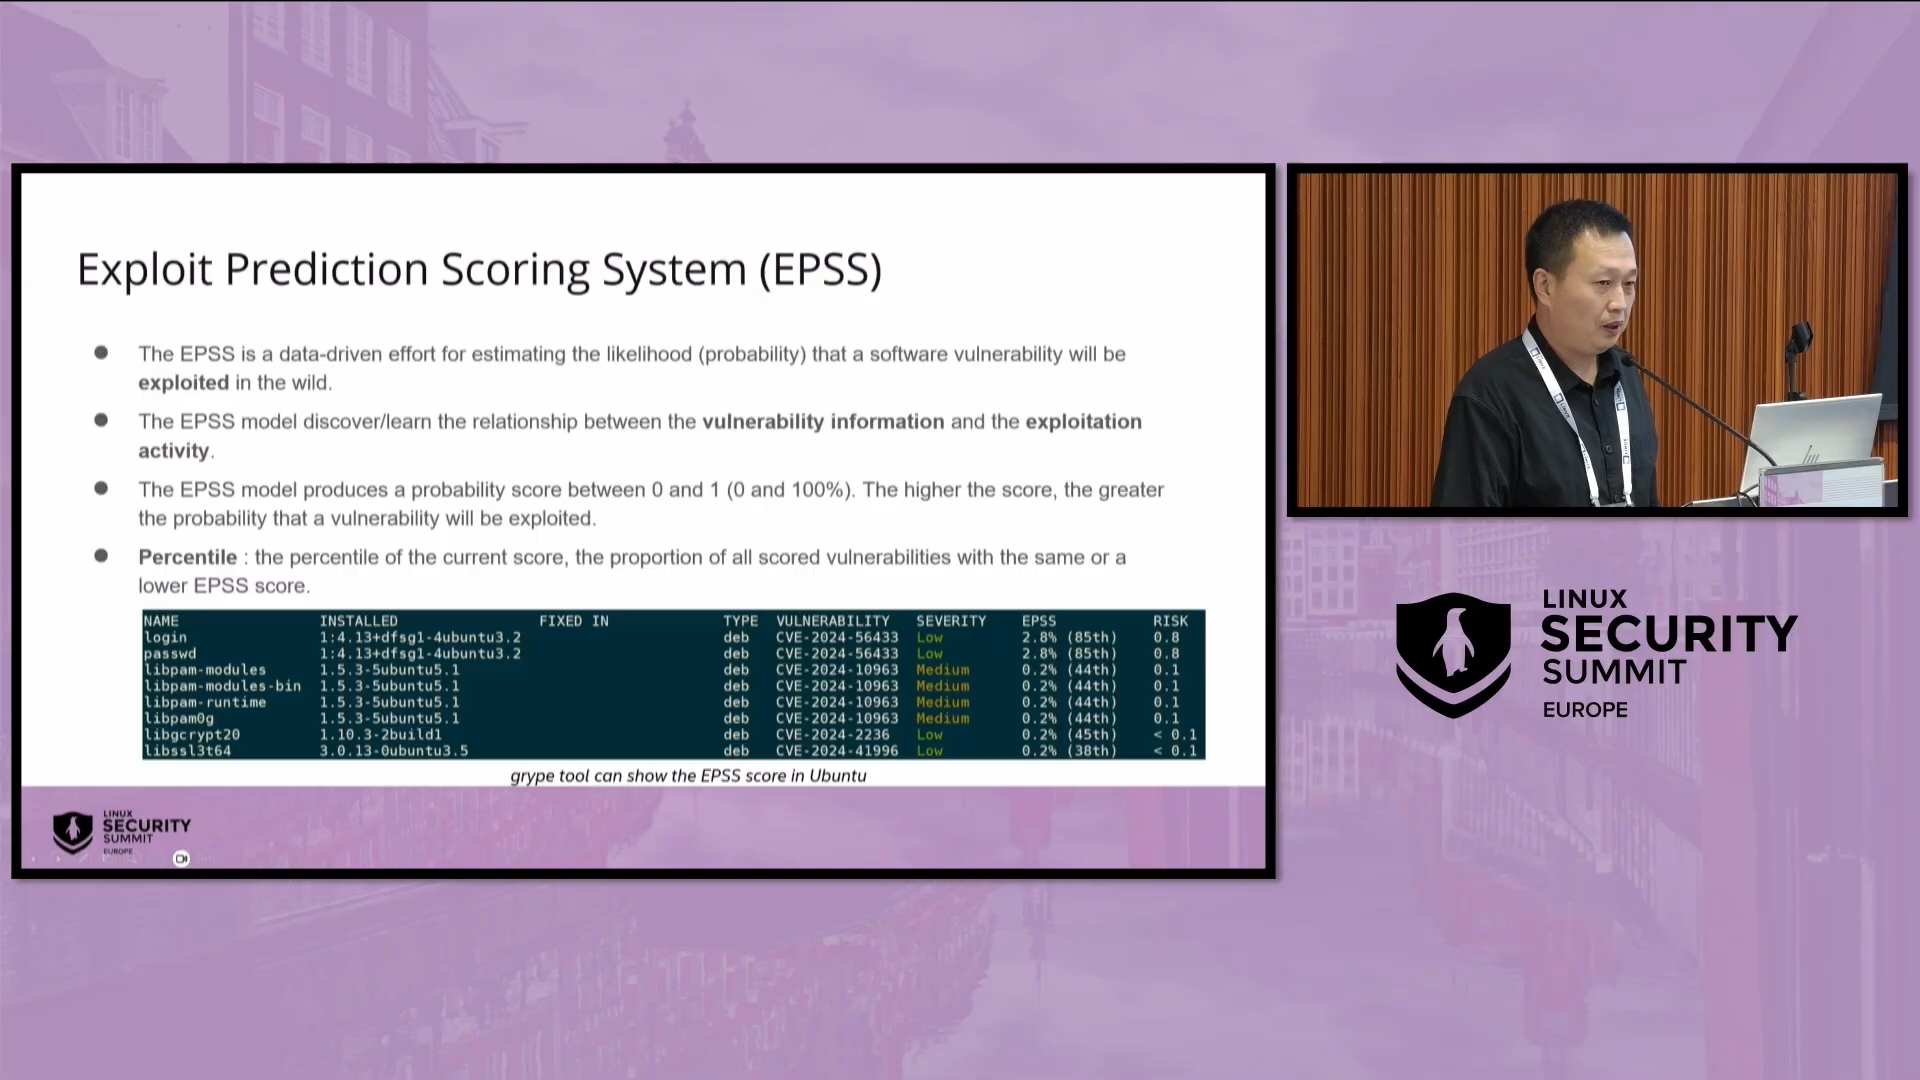 Exploit Prediction Scoring System (EPSS)
The EPSS is a data-driven effort for estimating the likelihood (probability) that a software vulnerability will be
exploited in the wild.
The EPSS model discover/learn the relationship between the vulnerability information and the exploitation
activity.
The EPSS model produces a probability score between 0 and 1 (0 and 100%). The higher the score, the greater
the probability that a vulnerability will be exploited.
Percentile : the percentile of the current score, the proportion of all scored vulnerabilities with the same or a
lower EPSS score.
NAME INSTALLED FIXED IN TYPE VULNERABILITY SEVERITY EPSS RISK
login 1:4.13+dfsg1-4ubuntu3.2 deb CVE-2024-56433 Low 2.8% (85th) 0.8
passwd 1:4.13+dfsg1-4ubuntu3.2 deb CVE-2024-56433 Low 2.8% (85th) 0.8
libpam-modules 1.5.3-5ubuntu5.1 deb CVE-2024-10963 Medium 0.2% (44th) 0.1
libpam-modules-bin 1.5.3-5ubuntu5.1 deb CVE-2024-10963 Medium 0.2% (44th) 0.1
libpam-runtime 1.5.3-5ubuntu5.1 deb CVE-2024-10963 Medium 0.2% (44th) 0.1
libpam0g 1.5.3-5ubuntu5.1 deb CVE-2024-10963 Medium 0.2% (44th) 0.1
libgcrypt20 1.10.3-2build1 deb CVE-2024-2236 Low 0.2% (45th) < 0.1
libssl3t64 3.0.13-0ubuntu3.5 deb CVE-2024-41996 Low 0.2% (38th) < 0.1
grype tool can show the EPSS score in Ubuntu
LINUX
SECURITY
SUMMIT
EUROPE
LINUX
SECURITY
SUMMIT
EUROPE